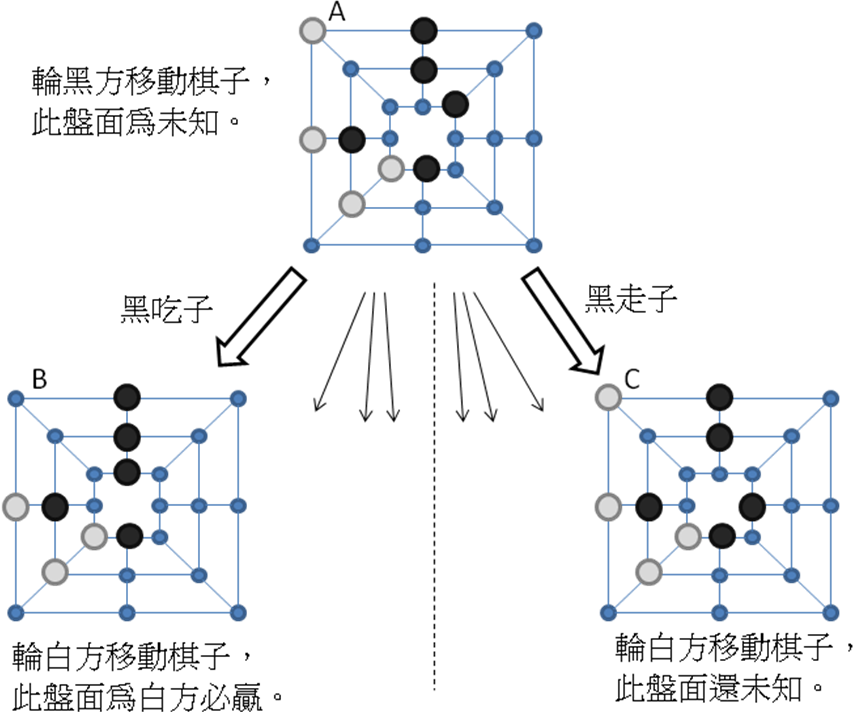 A
輪黑方移動棋子，
此盤面爲未知。
黑吃子
黑走子
B
C
輪白方移動棋子，
此盤面爲白方必贏。
輪白方移動棋子，
此盤面還未知。